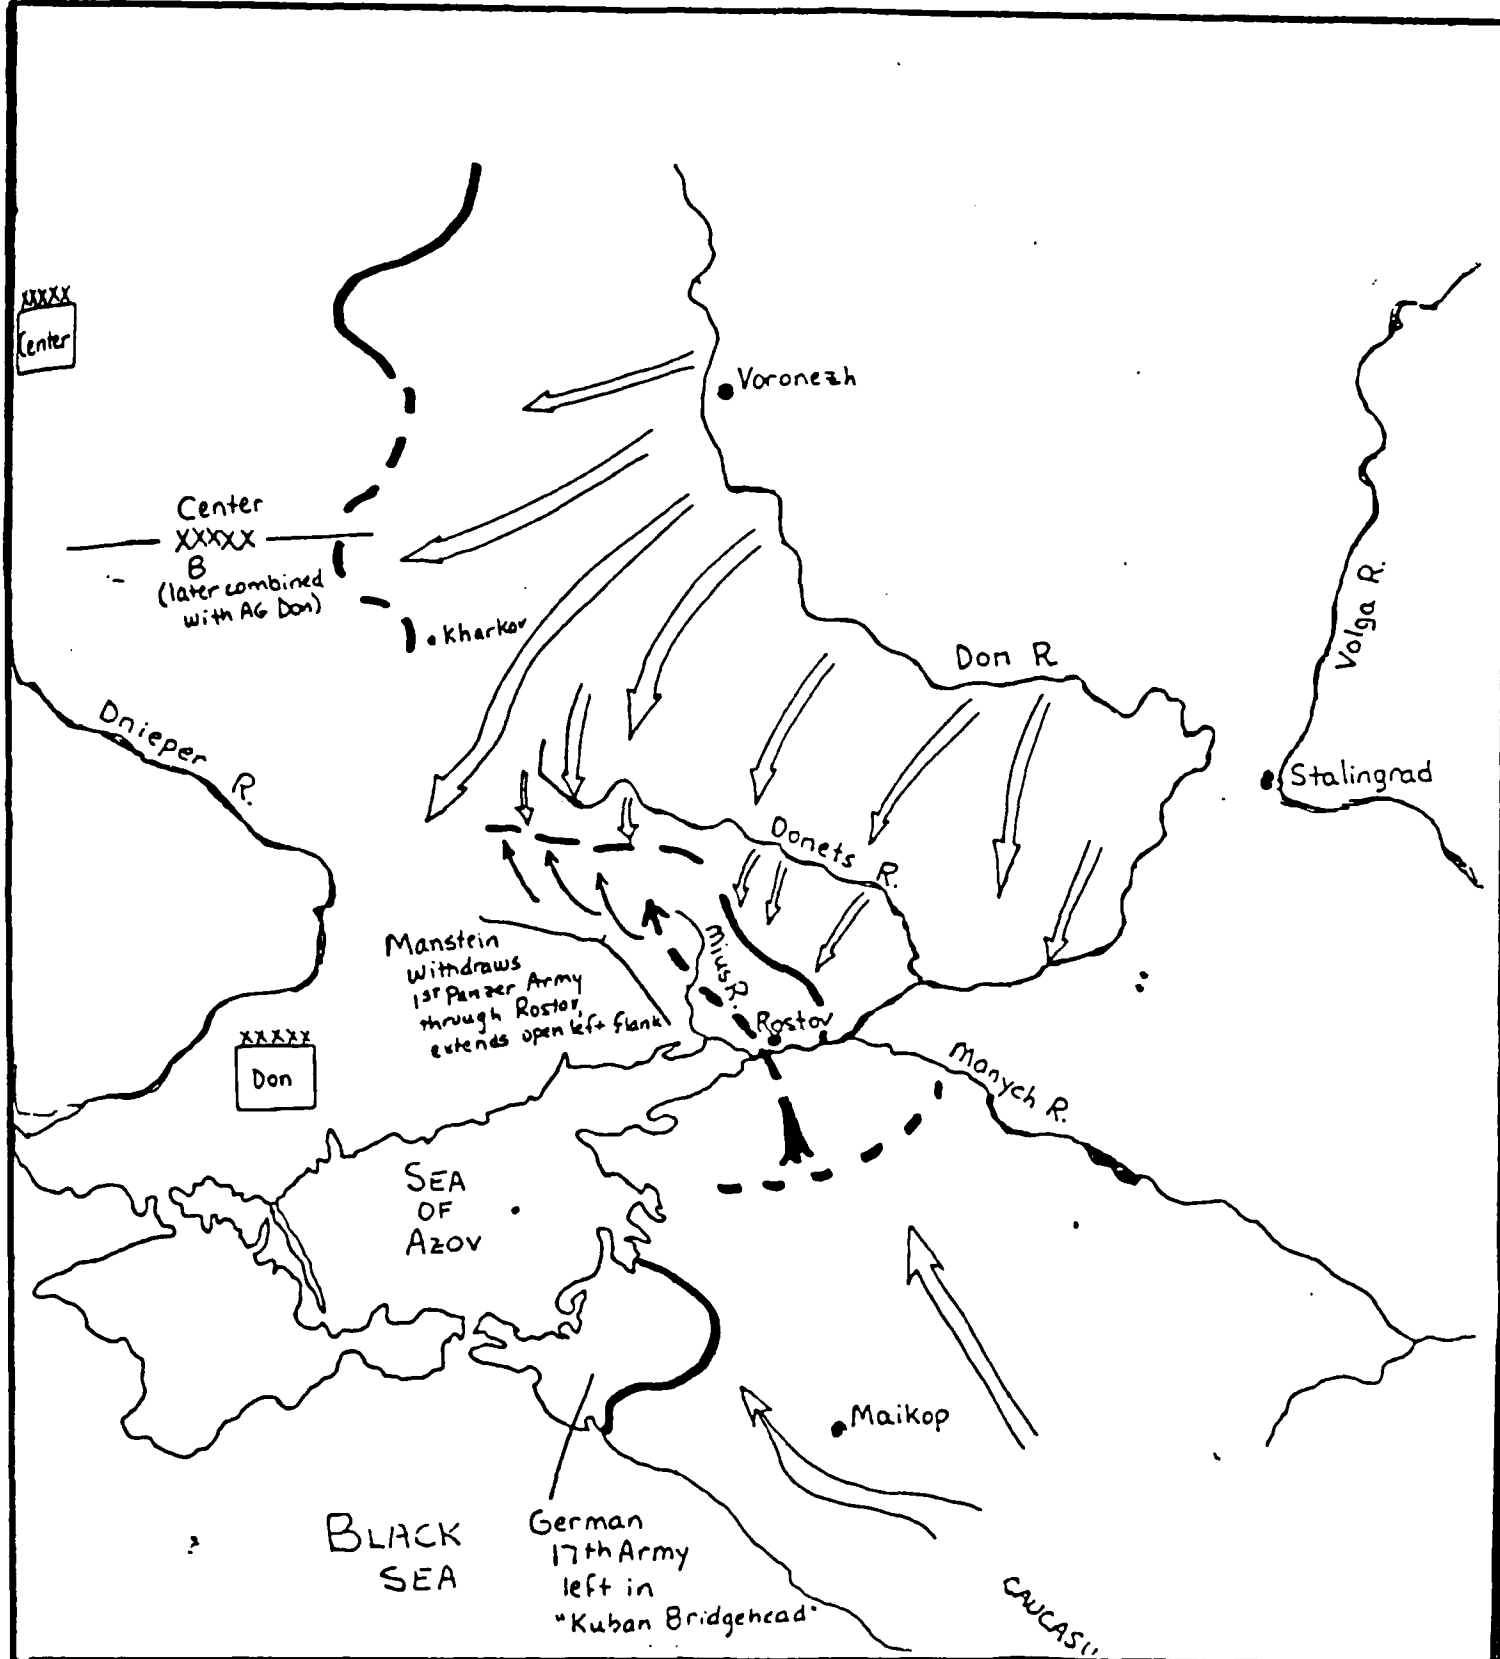 XXXXX
Center
Voronezh
Center
XXXXX
B
(later combined
with AG Don)
Kharkov
Don R
Volga R.
Dnieper R.
Stalingrad
Donets R.
Manstein
withdraws
1st Panzer Army
through Rostov,
extends open left flank
Mius R.
Rostov
XXXXX
Don
Manych R.
SEA
OF
AZOV
Maikop
BLACK
SEA
German
17th Army
left in
"Kuban Bridgehead"